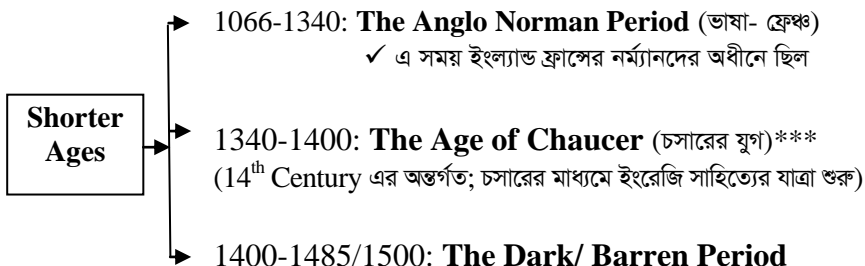 1066-1340: The Anglo Norman Period (ভাষা- ফ্রেঞ্চ)
✓ এ সময় ইংল্যান্ড ফ্রান্সের নর্ম্যানদের অধীনে ছিল
Shorter
Ages
1340-1400: The Age of Chaucer (চসারের যুগ)***
(14th Century এর অন্তর্গত; চসারের মাধ্যমে ইংরেজি সাহিত্যের যাত্রা শুরু)
1400-1485/1500: The Dark/ Barren Period